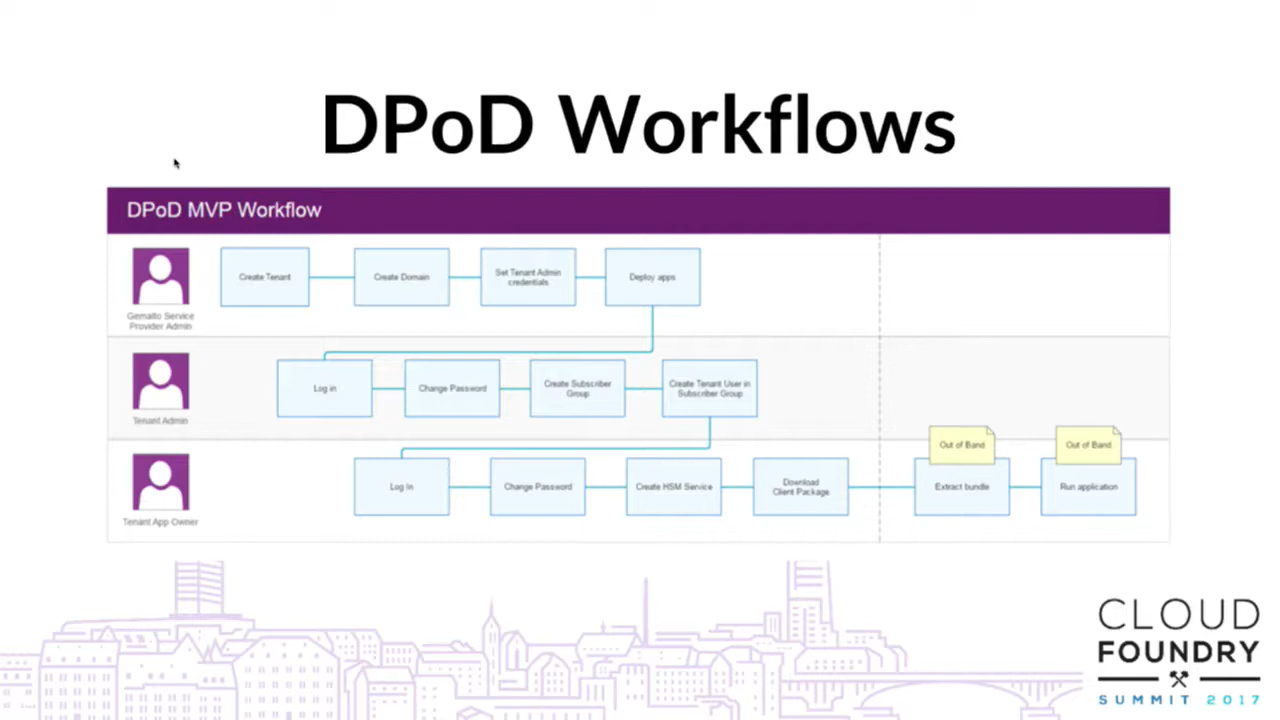 DPoD Workflows
DPoD MVP Workflow
Create Tenant
Create Domain
Set Tenant Admin
credentials
Deploy apps
Gemalto Service
Provider Admin
Log in
Change Password
Create Subscriber
Group
Create Tenant User in
Subscriber Group
Tenant Admin
Out of Band
Out of Band
Log In
Change Password
Create HSM Service
Download
Client Package
Extract bundle
Run application
Tenant App Owner
CLOUD
FOUNDRY
SUMMIT 2017